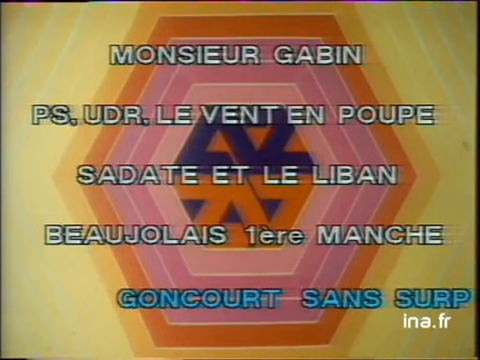 MONSIEUR GABIN
PS, UDR, LE VENT EN POUPE
SADATE ET LE LIBAN
BEAUJOLAIS 1ère MANCHE
GONCOURT SANS SURP
ina.fr